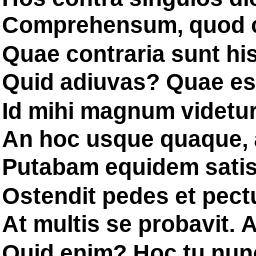 Hos contra singulos dic
Comprehensum, quod c
Quae contraria sunt his
Quid adiuvas? Quae es
Id mihi magnum videtur
An hoc usque quaque, a
Putabam equidem satis
Ostendit pedes et pectu
At multis se probavit. A
Quid enim? Hoc tu nunc